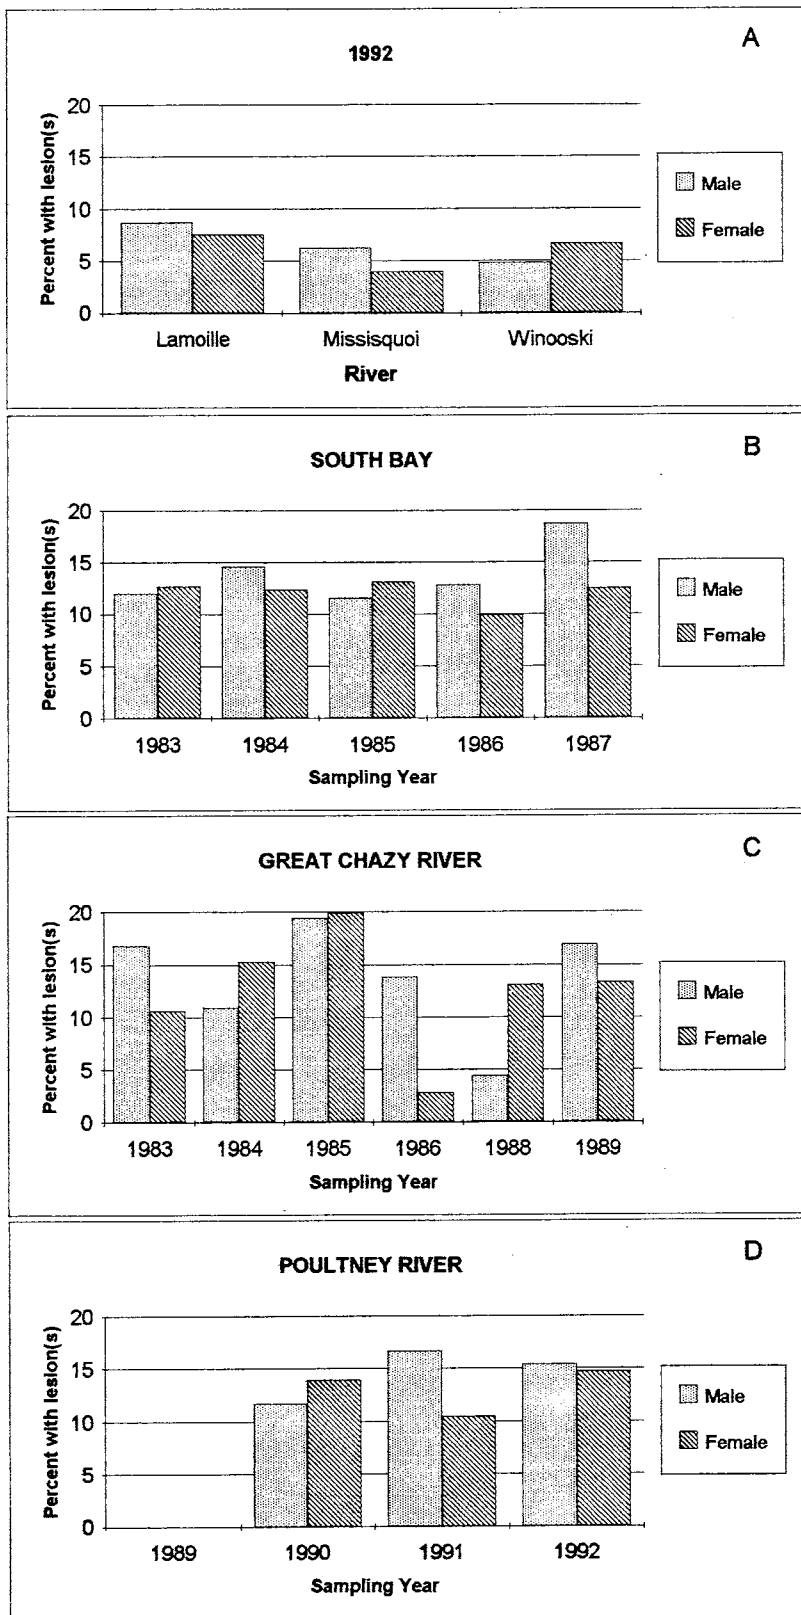 A
1992
Percent with lesion(s)
20
15
10
5
0
Lamoille Missisquoi Winooski
River
Male
Female
B
SOUTH BAY
Percent with lesion(s)
20
15
10
5
0
1983 1984 1985 1986 1987
Sampling Year
Male
Female
C
GREAT CHAZY RIVER
Percent with lesion(s)
20
15
10
5
0
1983 1984 1985 1986 1988 1989
Sampling Year
Male
Female
D
POULTNEY RIVER
Percent with lesion(s)
20
15
10
5
0
1989 1990 1991 1992
Sampling Year
Male
Female